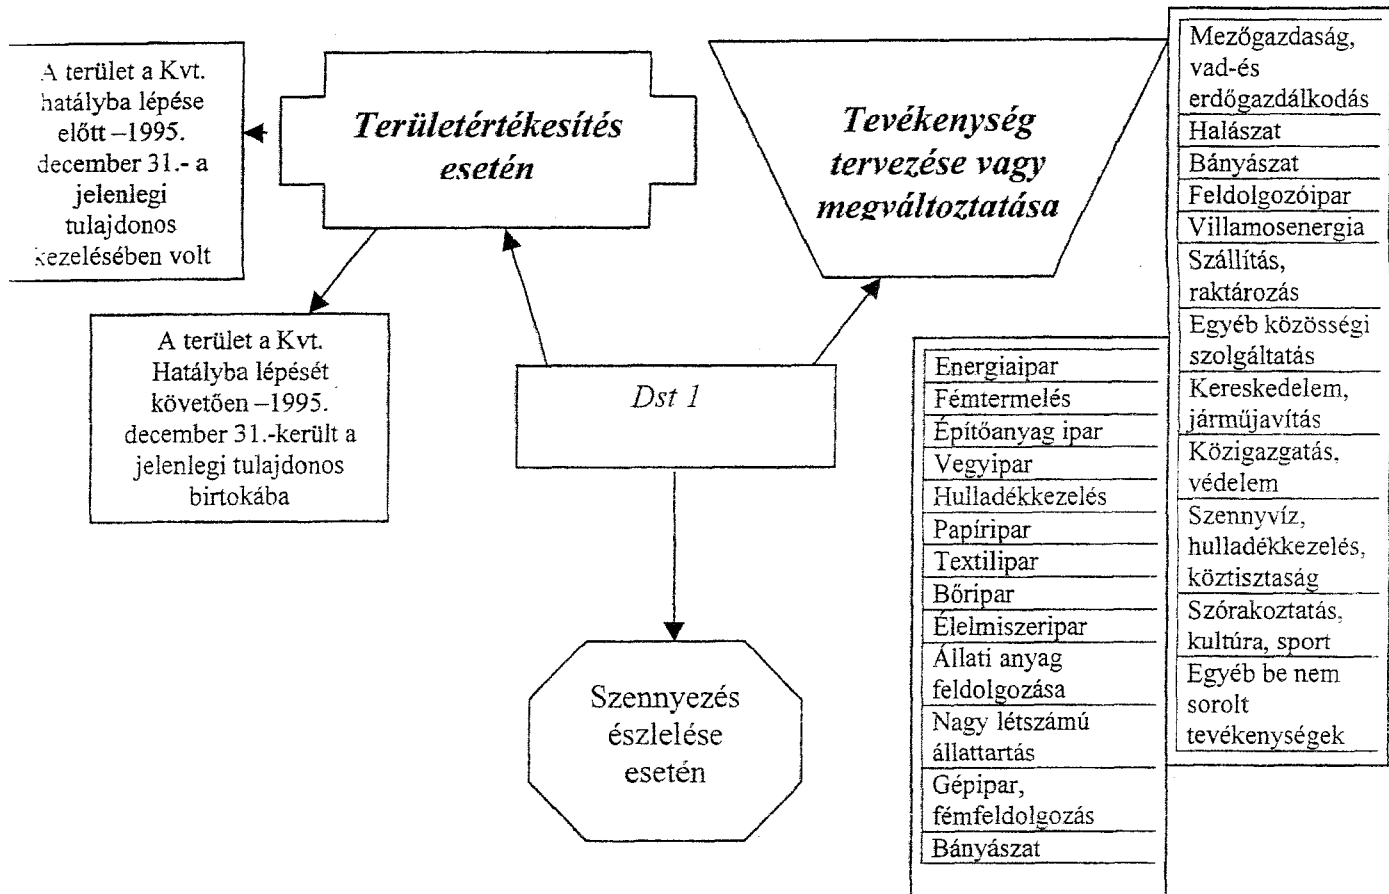 A terület a Kvt.
hatályba lépése
előtt –1995.
december 31.- a
jelenlegi
tulajdonos
kezelésében volt
Területértékesítés
esetén
Tevékenység
tervezése vagy
megváltoztatása
A terület a Kvt.
Hatályba lépését
követően –1995.
december 31.-került a
jelenlegi tulajdonos
birtokába
Dst 1
Szennyezés
észlelése
esetén
Energiaipar
Fémtermelés
Építőanyag ipar
Vegyipar
Hulladékkezelés
Papíripar
Textilipar
Bőripar
Élelmiszeripar
Állati anyag
feldolgozása
Nagy létszámú
állattartás
Gépipar,
fémfeldolgozás
Bányászat
Mezőgazdaság,
vad-és
erdőgazdálkodás
Halászat
Bányászat
Feldolgozóipar
Villamosenergia
Szállítás,
raktározás
Egyéb közösségi
szolgáltatás
Kereskedelem,
járműjavítás
Közigazgatás,
védelem
Szennyvíz,
hulladékkezelés,
köztisztaság
Szórakoztatás,
kultúra, sport
Egyéb be nem
sorolt
tevékenységek